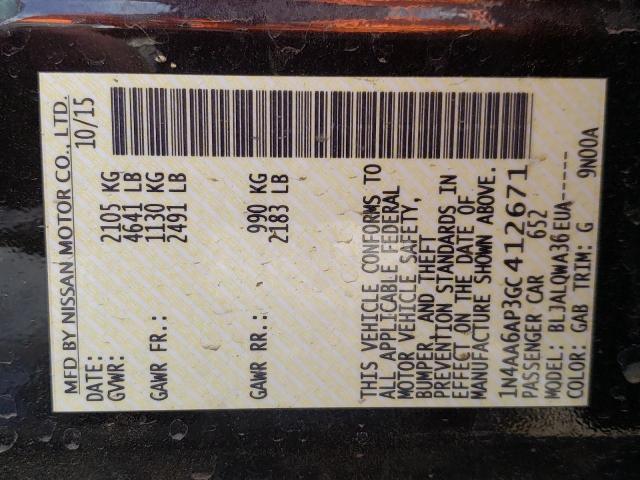 MFD BY NISSAN MOTOR CO., LTD.
DATE: 10/15
GVWR: 2105 KG
4641 LB
GAWR FR.: 1130 KG
2491 LB
GAWR RR.: 990 KG
2183 LB
THIS VEHICLE CONFORMS TO
ALL APPLICABLE FEDERAL
MOTOR VEHICLE SAFETY,
BUMPER, AND THEFT
PREVENTION STANDARDS IN
EFFECT ON THE DATE OF
MANUFACTURE SHOWN ABOVE.
1N4AA6AP3GC412671
PASSENGER CAR 652
MODEL: BLJALQWA36EUA-----
COLOR: GAB TRIM: G 9N00A